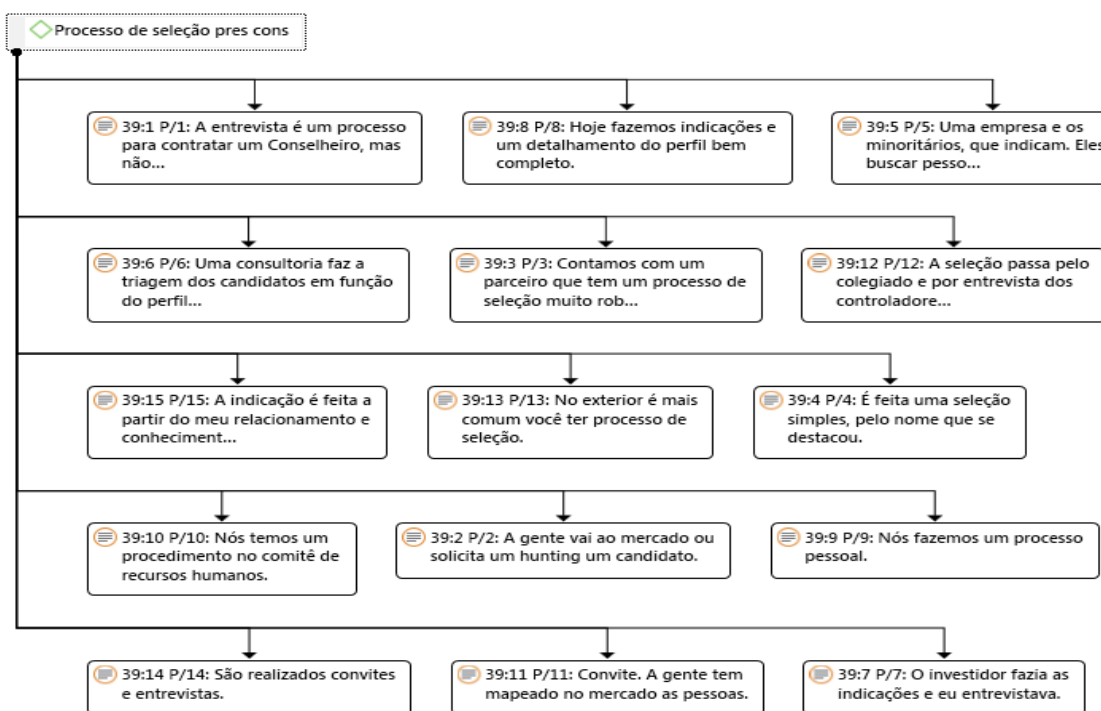 Processo de seleção pres cons
39:1 P/1: A entrevista é um processo
para contratar um Conselheiro, mas
não...
39:8 P/8: Hoje fazemos indicações e
um detalhamento do perfil bem
completo.
39:5 P/5: Uma empresa e os
minoritários, que indicam. Eles
buscar pesso...
39:6 P/6: Uma consultoria faz a
triagem dos candidatos em função
do perfil...
39:3 P/3: Contamos com um
parceiro que tem um processo de
seleção muito rob...
39:12 P/12: A seleção passa pelo
colegiado e por entrevista dos
controladore...
39:15 P/15: A indicação é feita a
partir do meu relacionamento e
conheciment...
39:13 P/13: No exterior é mais
comum você ter processo de
seleção.
39:4 P/4: É feita uma seleção
simples, pelo nome que se
destacou.
39:10 P/10: Nós temos um
procedimento no comitê de
recursos humanos.
39:2 P/2: A gente vai ao mercado ou
solicita um hunting um candidato.
39:9 P/9: Nós fazemos um processo
pessoal.
39:14 P/14: São realizados convites
e entrevistas.
39:11 P/11: Convite. A gente tem
mapeado no mercado as pessoas.
39:7 P/7: O investidor fazia as
indicações e eu entrevistava.